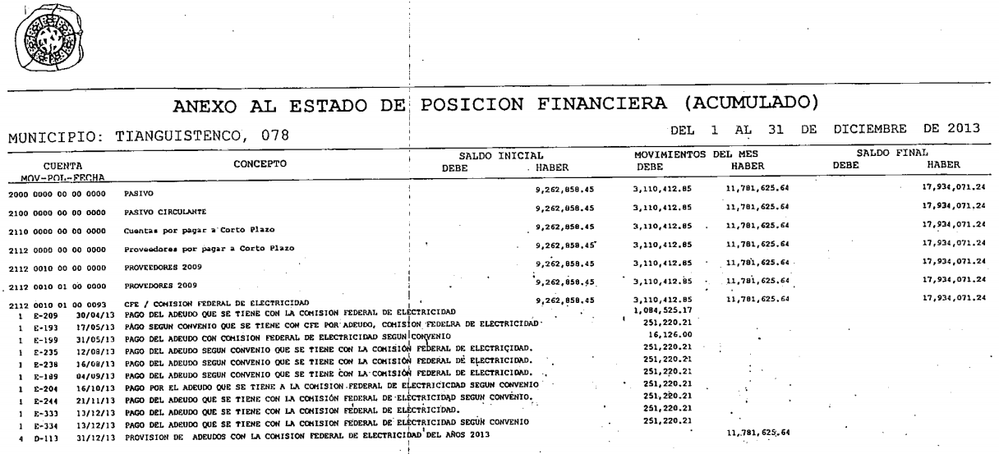 ANEXO AL ESTADO DE POSICION FINANCIERA (ACUMULADO)
MUNICIPIO: TIANGUISTENCO, 078 DEL 1 AL 31 DE DICIEMBRE DE 2013
CUENTA CONCEPTO SALDO INICIAL MOVIMIENTOS DEL MES SALDO FINAL
MOV-POL-FECHA DEBE HABER DEBE HABER DEBE HABER
2000 0000 00 00 0000 PASIVO 9,262,858.45 3,110,412.85 11,781,625.64 17,934,071.24
2100 0000 00 00 0000 PASIVO CIRCULANTE 9,262,858.45 3,110,412.85 11,781,625.64 17,934,071.24
2110 0000 00 00 0000 Cuentas por pagar a Corto Plazo 9,262,858.45 3,110,412.85 11,781,625.64 17,934,071.24
2112 0000 00 00 0000 Proveedores por pagar a Corto Plazo 9,262,858.45 3,110,412.85 11,781,625.64 17,934,071.24
2112 0010 00 00 0000 PROVEEDORES 2009 9,262,858.45 3,110,412.85 11,781,625.64 17,934,071.24
2112 0010 01 00 0000 PROVEDORES 2009 9,262,858.45 3,110,412.85 11,781,625.64 17,934,071.24
2112 0010 01 00 0093 CFE / COMISION FEDERAL DE ELECTRICIDAD 9,262,858.45 3,110,412.85 11,781,625.64 17,934,071.24
1 E-209 30/04/13 PAGO DEL ADEUDO QUE SE TIENE CON LA COMISION FEDERAL DE ELECTRICIDAD 1,084,525.17
1 E-193 17/05/13 PAGO SEGUN CONVENIO QUE SE TIENE CON CFE POR ADEUDO, COMISION FEDELRA DE ELECTRICIDAD 251,220.21
1 E-199 31/05/13 PAGO DEL ADEUDO CON COMISION FEDERAL DE ELECTRICIDAD SEGUN CONVENIO 16,126.00
1 E-235 12/08/13 PAGO DEL ADEUDO SEGUN CONVENIO QUE SE TIENE CON LA COMISIÓN FEDERAL DE ELECTRICIDAD. 251,220.21
1 E-238 16/08/13 PAGO DEL ADEUDO SEGUN CONVENIO QUE SE TIENE CON LA COMISIÓN FEDERAL DE ELECTRICIDAD. 251,220.21
1 E-189 04/09/13 PAGO DEL ADEUDO SEGUN CONVENIO QUE SE TIENE CON LA COMISIÓN FEDERAL DE ELECTRICIDAD. 251,220.21
1 E-204 16/10/13 PAGO POR EL ADEUDO QUE SE TIENE A LA COMISION FEDERAL DE ELECTRICICDAD SEGUN CONVENIO 251,220.21
1 E-244 21/11/13 PAGO DEL ADEUDO QUE SE TIENE CON LA COMISIÓN FEDERAL DE ELECTRICIDAD SEGUN CONVENIO. 251,220.21
1 E-333 13/12/13 PAGO DEL ADEUDO QUE SE TIENE CON LA COMISION FEDERAL DE ELECTRICIDAD. 251,220.21
1 E-334 13/12/13 PAGO DEL ADEUDO QUE SE TIENE CON LA COMISION FEDERAL DE ELECTRICIDAD SEGÚN CONVENIO 251,220.21
4 D-113 31/12/13 PROVISION DE ADEUDOS CON LA COMISION FEDERAL DE ELECTRICIDAD DEL AÑOS 2013 11,781,625.64